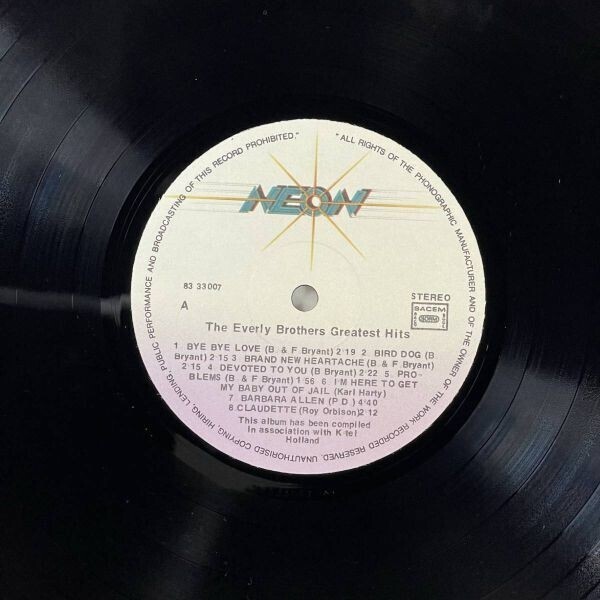 "ALL RIGHTS OF THE PHONOGRAPHIC MANUFACTURER AND OF THE OWNER OF THE WORK RECORDED RESERVED. UNAUTHORISED COPYING, HIRING, LENDING, PUBLIC PERFORMANCE AND BROADCASTING OF THIS RECORD PROHIBITED."
NEON
83 33007
A
STEREO
SACEM
The Everly Brothers Greatest Hits
1 BYE BYE LOVE (B & F Bryant) 2'19 2 BIRD DOG (B
Bryant) 2'15 3 BRAND NEW HEARTACHE (B & F Bryant)
2'15 4 DEVOTED TO YOU (B Bryant) 2'22 5 PRO-
BLEMS (B & F Bryant) 1'56 6 I'M HERE TO GET
MY BABY OUT OF JAIL (Karl Harty)
7 BARBARA ALLEN (P D) 4'40
8 CLAUDETTE (Roy Orbison) 2'12
This album has been compiled
In association with K-tel
Holland